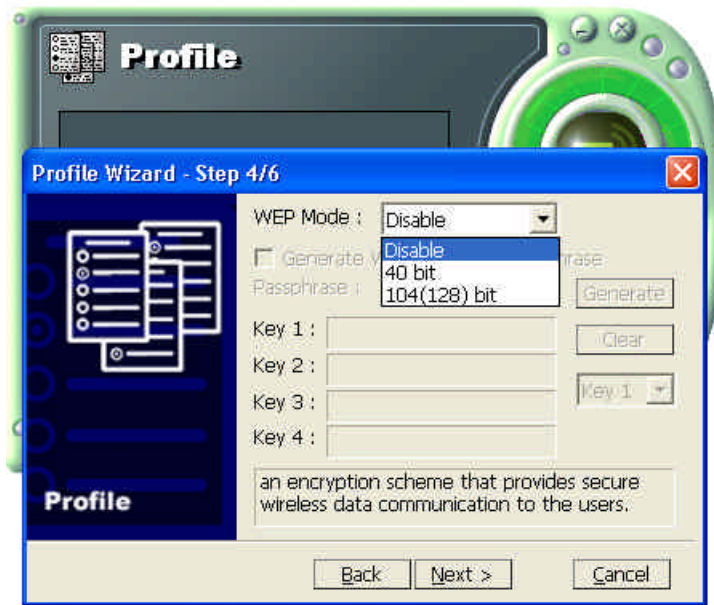 Profile
Profile Wizard - Step 4/6
WEP Mode : Disable
Disable
40 bit
104(128) bit
Generate
Passphrase :
Generate
Key 1 :
Clear
Key 2 :
Key 1
Key 3 :
Key 4 :
an encryption scheme that provides secure
wireless data communication to the users.
Profile
Back
Next >
Cancel